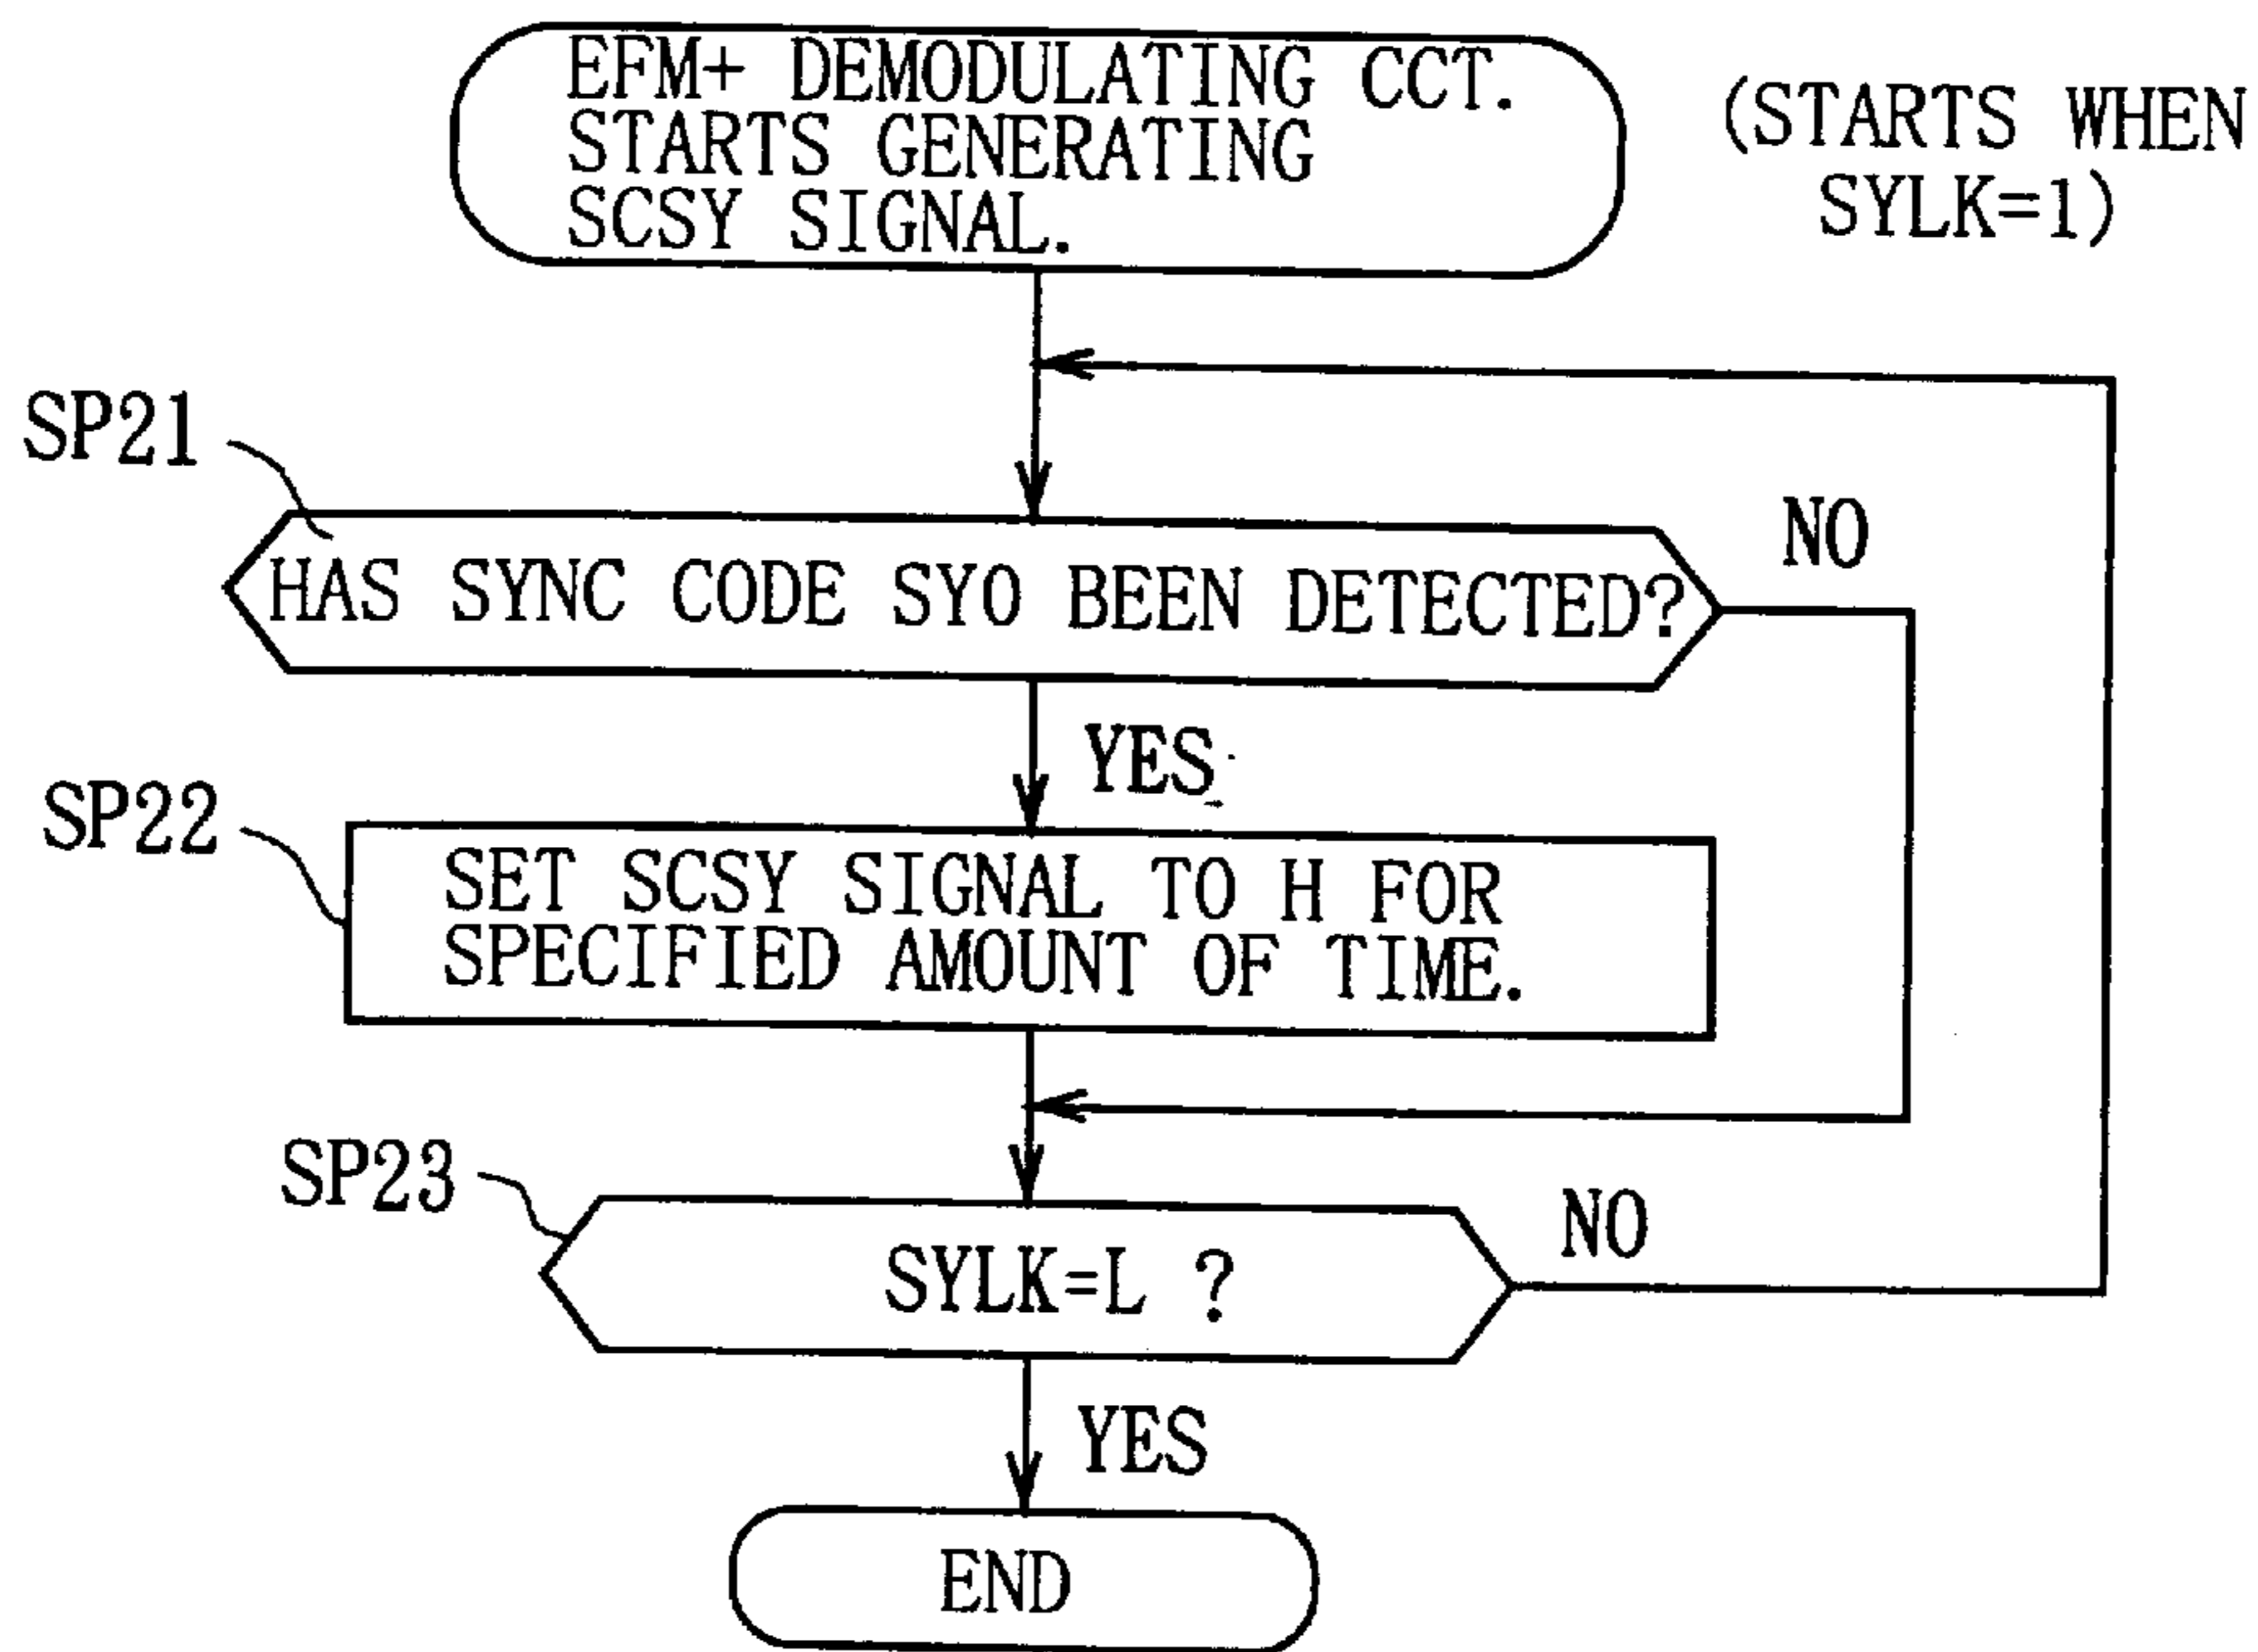 EFM+ DEMODULATING CCT.
STARTS GENERATING
SCSY SIGNAL.
(STARTS WHEN
SYLK=1)
SP21
HAS SYNC CODE SYO BEEN DETECTED?
NO
YES
SP22
SET SCSY SIGNAL TO H FOR
SPECIFIED AMOUNT OF TIME.
SP23
SYLK=L ?
NO
YES
END